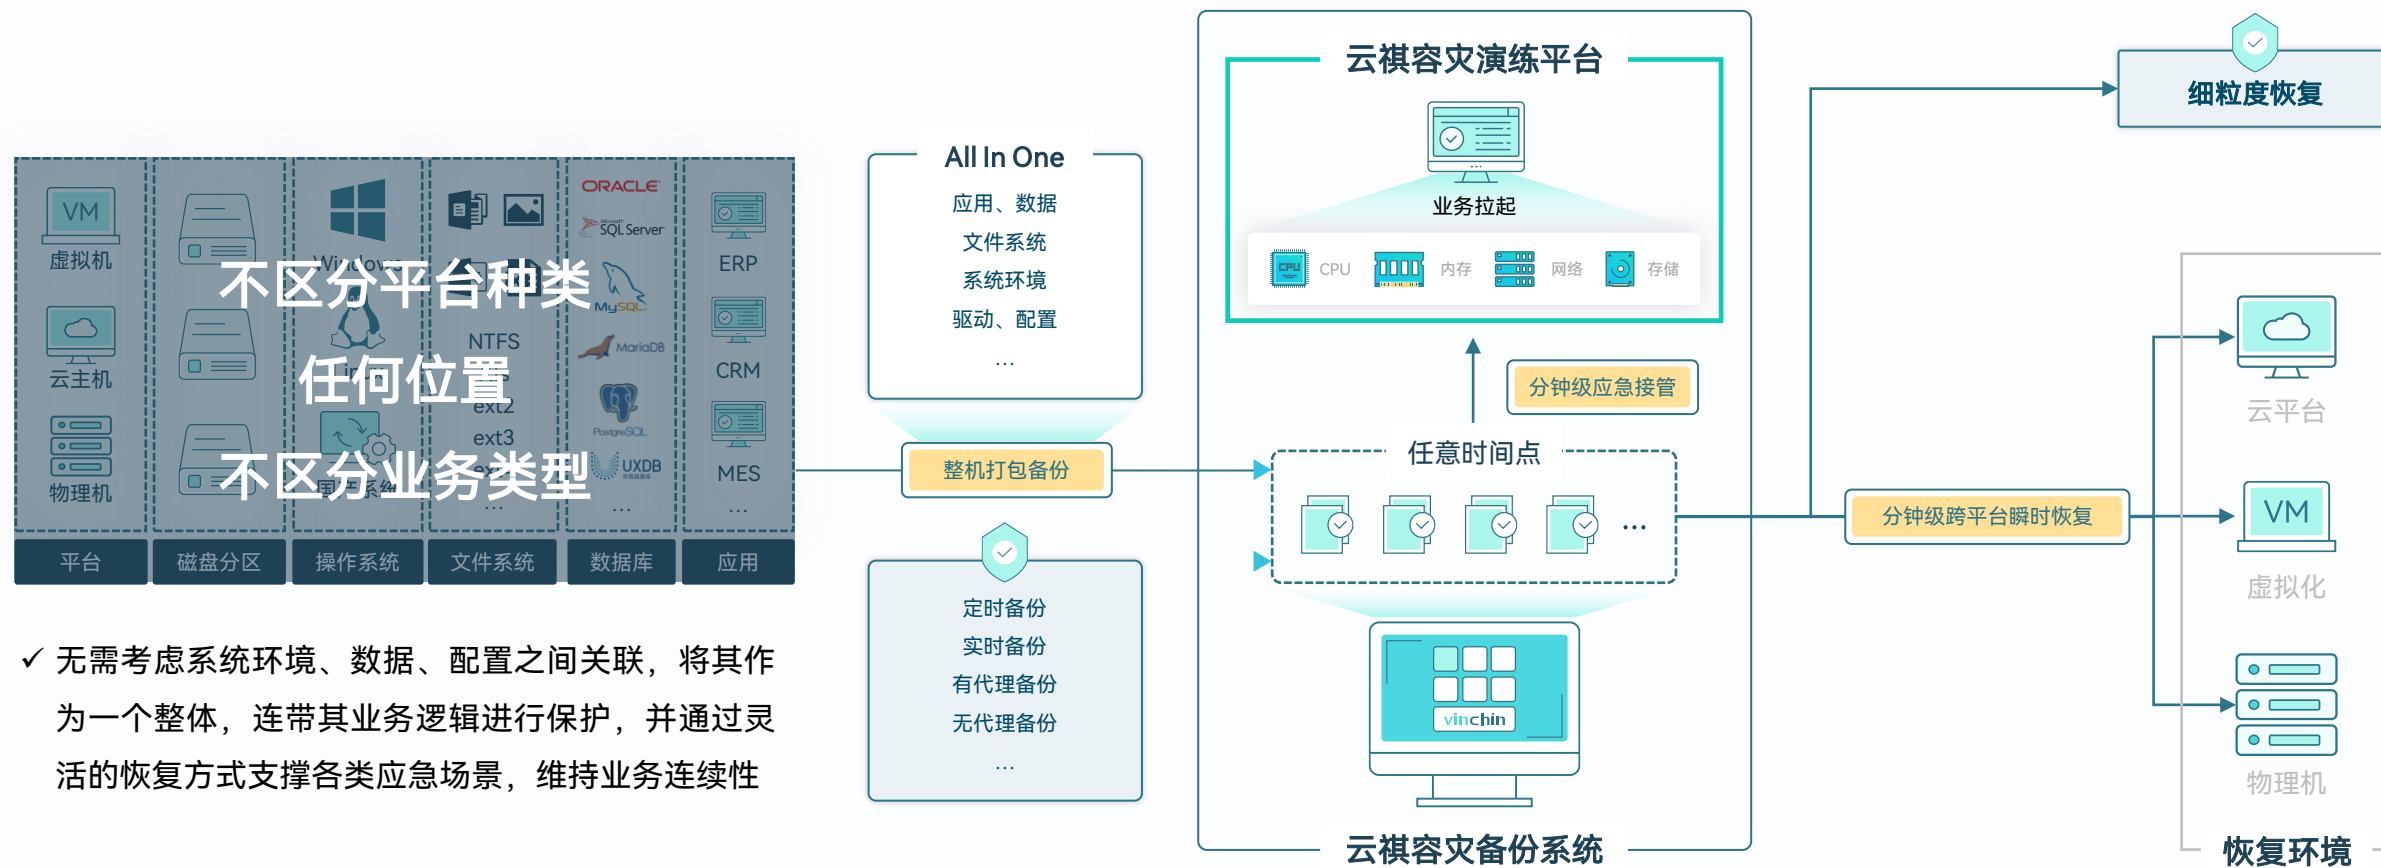 VM
虚拟机
云主机
物理机
Windows
ORACLE
Microsoft
SQL Server
MySQL
MariaDB
PostgreSQL
UXDB
NTFS
ext2
ext3
国产系统
...
...
ERP
CRM
MES
...
不区分平台种类
任何位置
不区分业务类型
平台
磁盘分区
操作系统
文件系统
数据库
应用
✓ 无需考虑系统环境、数据、配置之间关联，将其作
为一个整体，连带其业务逻辑进行保护，并通过灵
活的恢复方式支撑各类应急场景，维持业务连续性
All In One
应用、数据
文件系统
系统环境
驱动、配置
...
整机打包备份
定时备份
实时备份
有代理备份
无代理备份
...
云祺容灾演练平台
业务拉起
CPU
CPU
内存
网络
存储
分钟级应急接管
任意时间点
...
vinchin
云祺容灾备份系统
细粒度恢复
分钟级跨平台瞬时恢复
云平台
VM
虚拟化
物理机
恢复环境